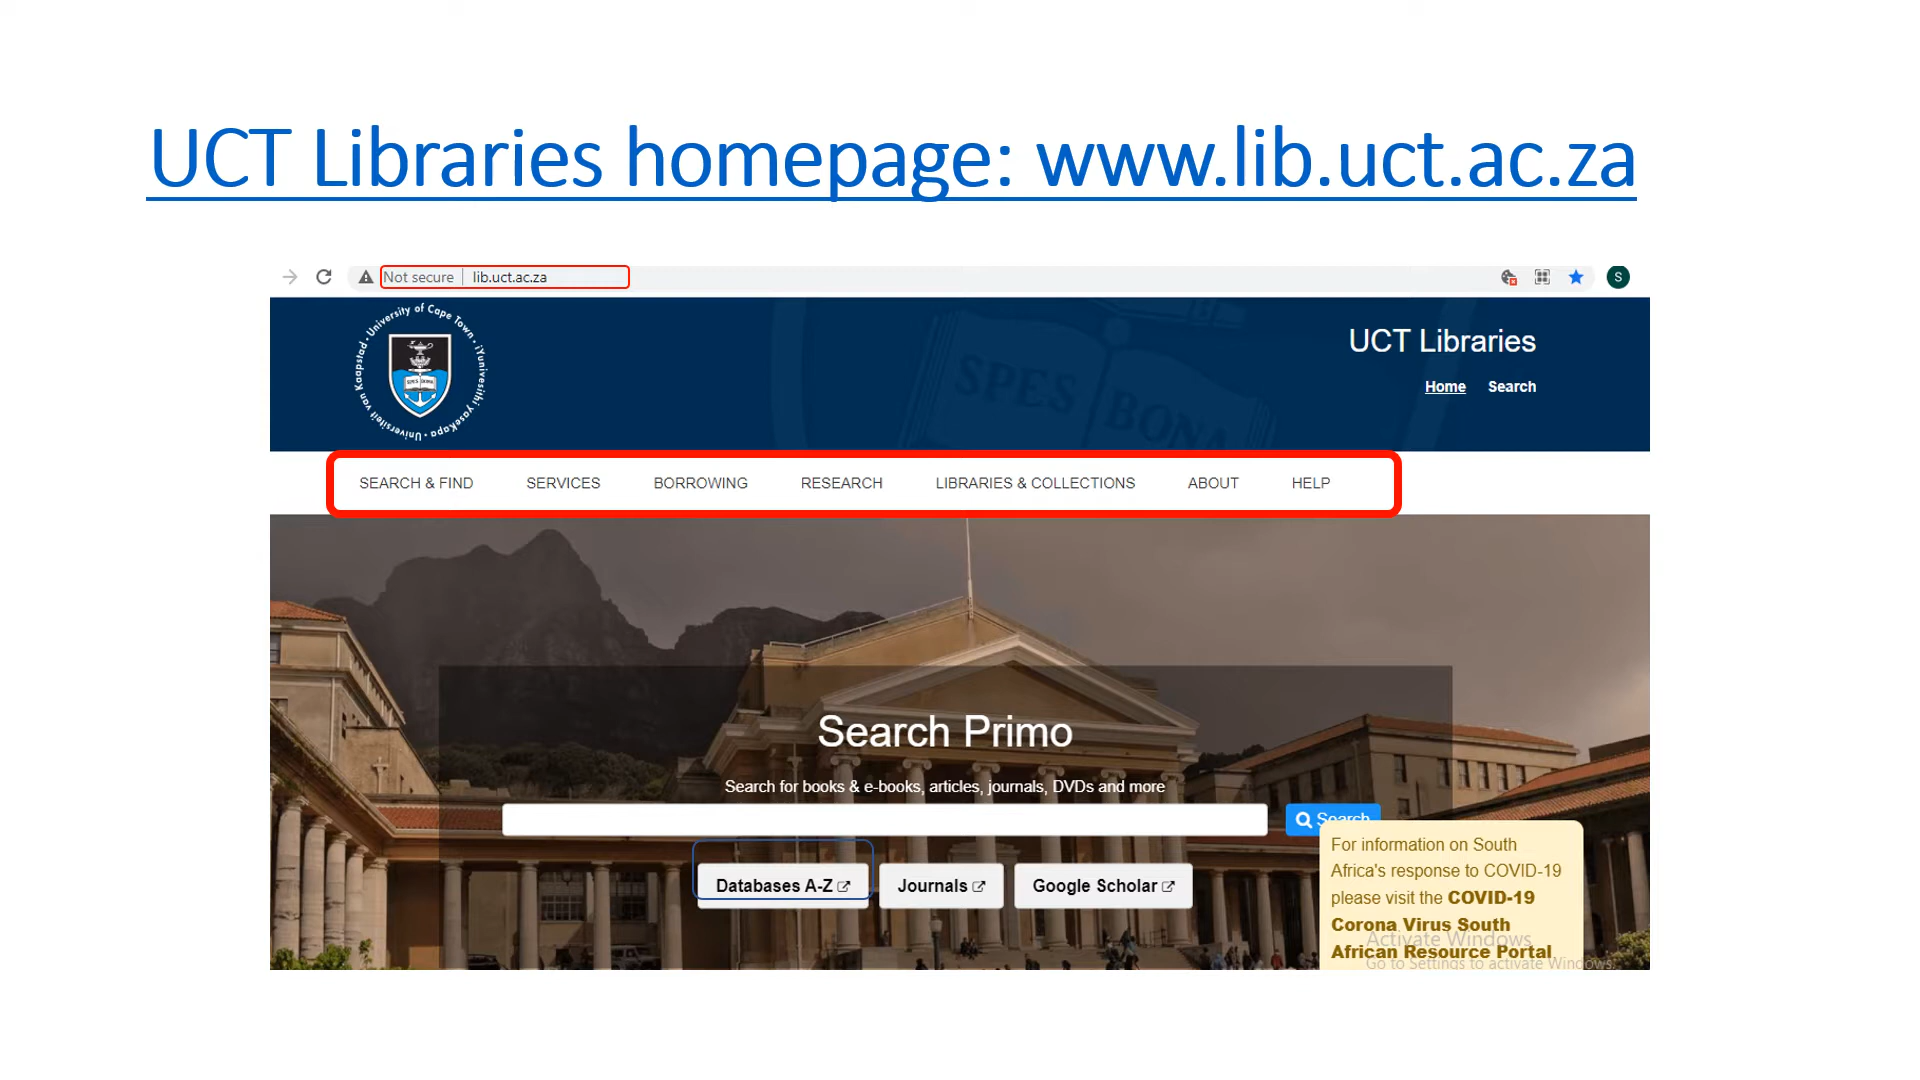 UCT Libraries homepage: www.lib.uct.ac.za
Not secure | lib.uct.ac.za
S
University of Cape Town · iYunivesithi yaseKapa · Universiteit van Kaapstad ·
SPES BONA
SPES BONA
UCT Libraries
Home Search
SEARCH & FIND SERVICES BORROWING RESEARCH LIBRARIES & COLLECTIONS ABOUT HELP
Search Primo
Search for books & e-books, articles, journals, DVDs and more
Search
Databases A-Z Journals Google Scholar
For information on South
Africa's response to COVID-19
please visit the COVID-19
Corona Virus South
African Resource Portal
Activate Windows
Go to Settings to activate Windows.